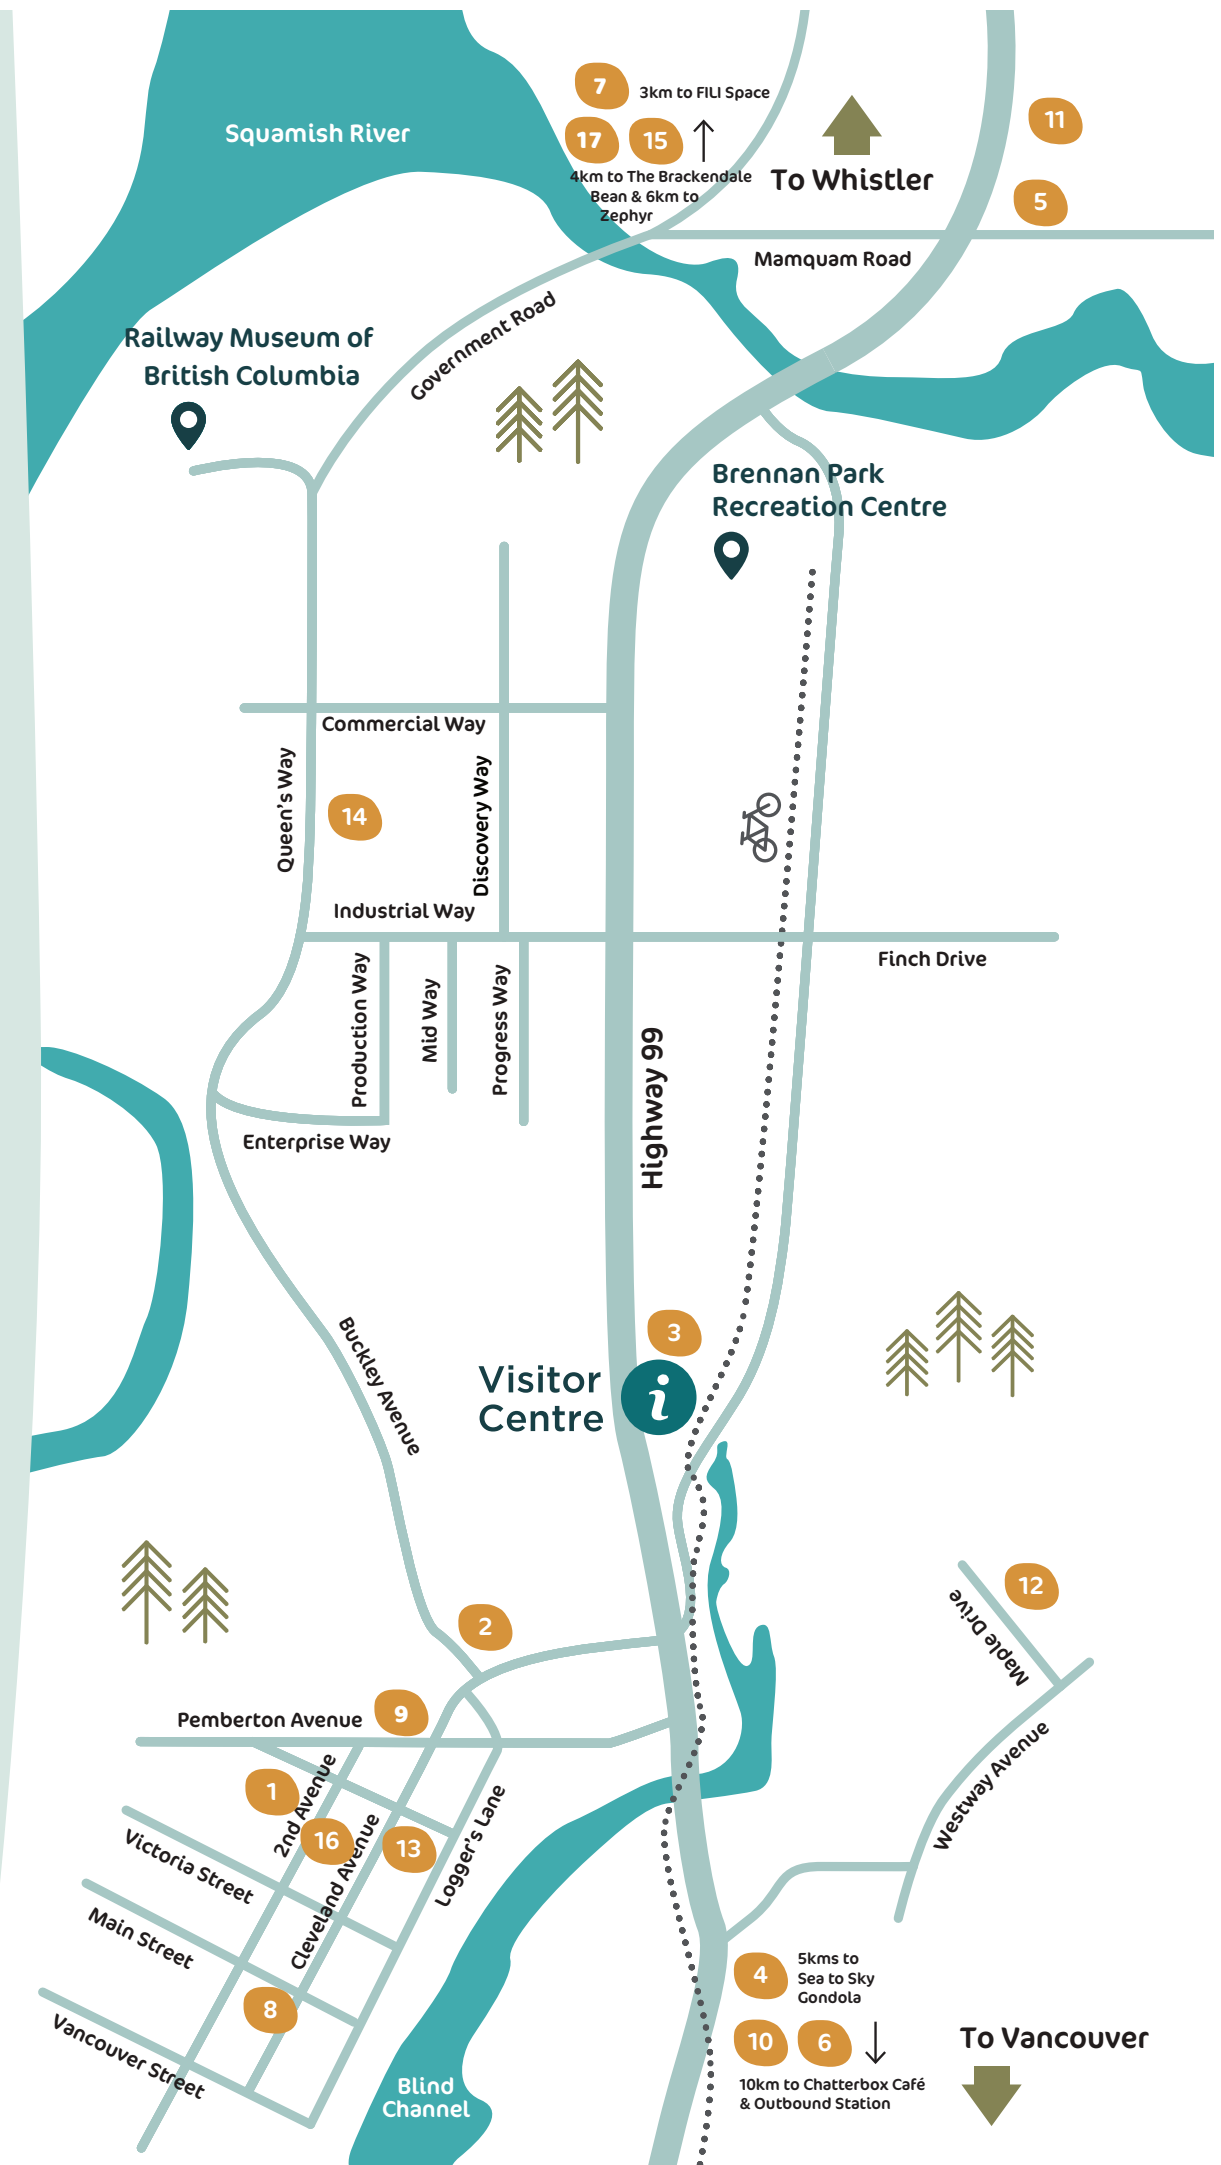 7
3km to FILI Space
11
Squamish River
17
15
4km to The Brackendale
Bean & 6km to
Zephyr
To Whistler
5
Mamquam Road
Government Road
Railway Museum of
British Columbia
Brennan Park
Recreation Centre
Commercial Way
Queen's Way
14
Discovery Way
Industrial Way
Finch Drive
Production Way
Mid Way
Progress Way
Highway 99
Enterprise Way
Buckley Avenue
3
Visitor
Centre
i
2
12
Maple Drive
Pemberton Avenue
9
Westway Avenue
1
2nd Avenue
16
13
Victoria Street
Cleveland Avenue
Logger's Lane
Main Street
8
Vancouver Street
4
5kms to
Sea to Sky
Gondola
10
6
10km to Chatterbox Café
& Outbound Station
To Vancouver
Blind
Channel